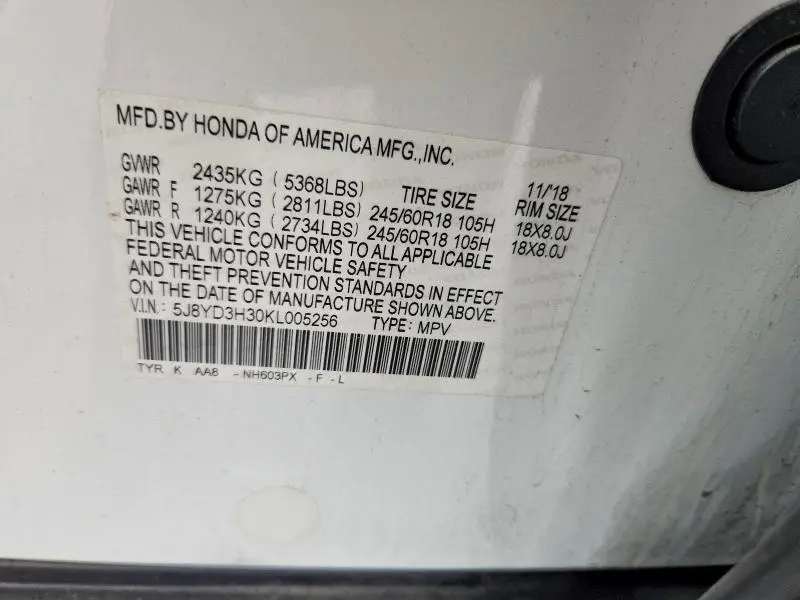 MFD.BY HONDA OF AMERICA MFG.,INC.
11/'18
GVWR 2435KG ( 5368LBS) TIRE SIZE RIM SIZE
GAWR F 1275KG ( 2811LBS) 245/60R18 105H 18X8.0J
GAWR R 1240KG ( 2734LBS) 245/60R18 105H 18X8.0J
THIS VEHICLE CONFORMS TO ALL APPLICABLE
FEDERAL MOTOR VEHICLE SAFETY
AND THEFT PREVENTION STANDARDS IN EFFECT
ON THE DATE OF MANUFACTURE SHOWN ABOVE.
V.I.N.: 5J8YD3H30KL005256 TYPE: MPV
TYR K AA8 -NH603PX -F -L